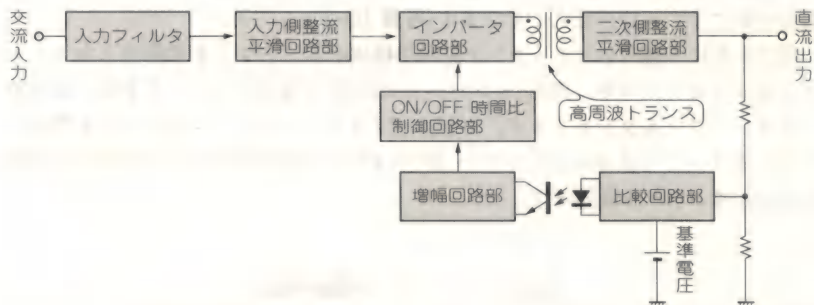 交流入力
入力フィルタ
入力側整流
平滑回路部
インバータ
回路部
二次側整流
平滑回路部
直流出力
高周波トランス
ON/OFF 時間比
制御回路部
増幅回路部
比較回路部
基準電圧